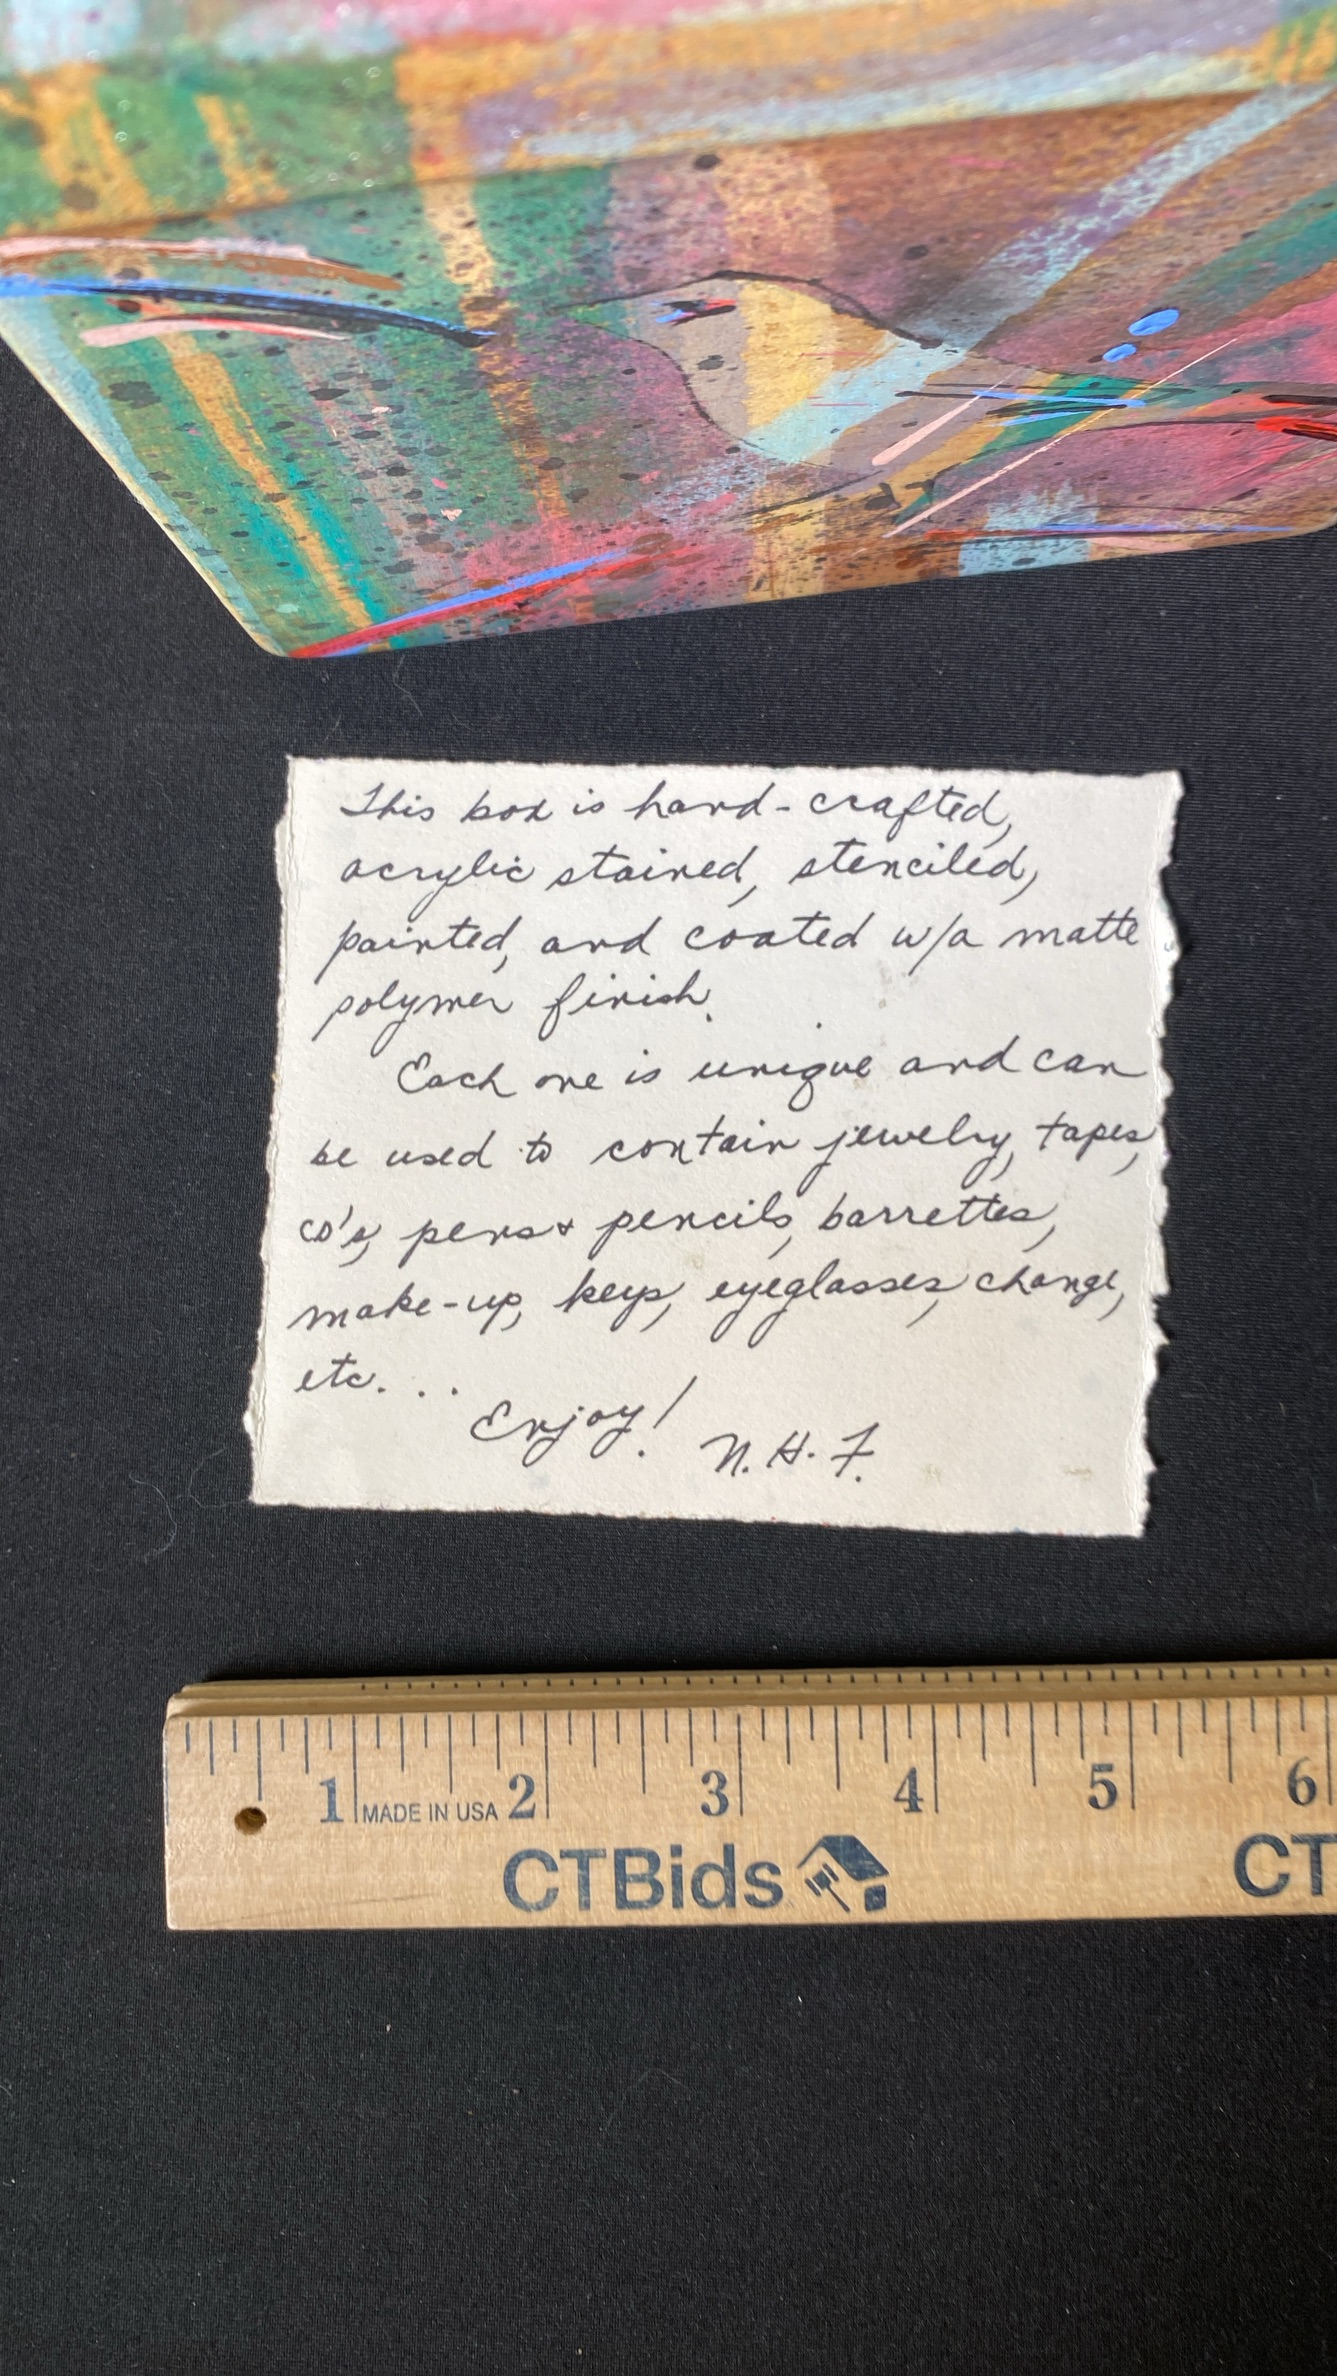 This box is hand-crafted,
acrylic stained, stenciled,
painted, and coated w/a matte
polymer finish.
Each one is unique and can
be used to contain jewelry, tapes,
CD's, pens & pencils, barrettes,
make-up, keys, eyeglasses, change,
etc. . .
Enjoy! N.H.F.
1 MADE IN USA 2 3 4 5 6
CTBids CT